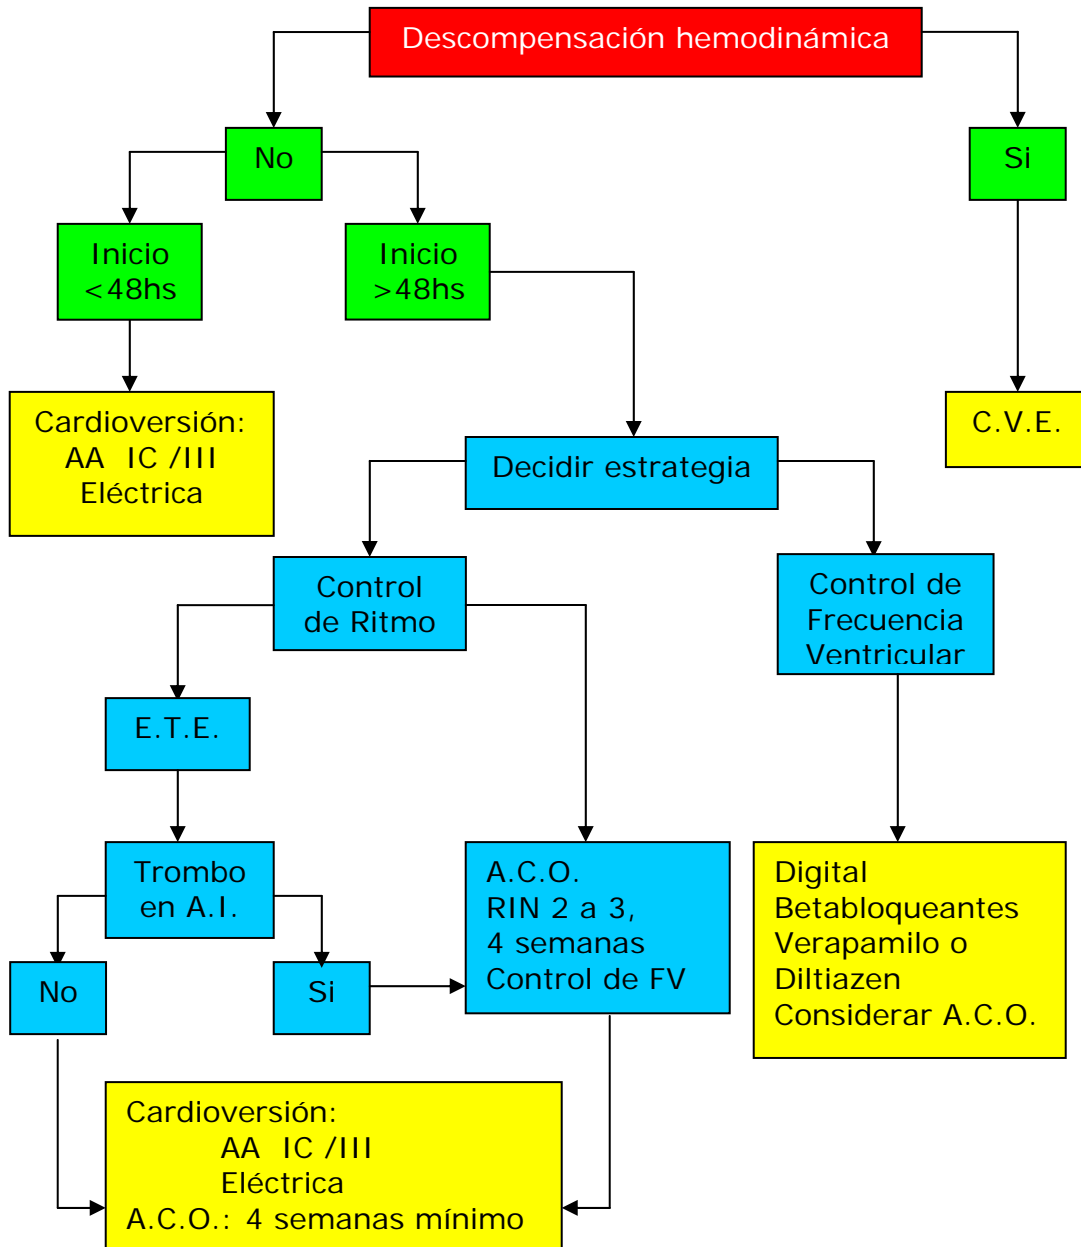 Descompensación hemodinámica
No
Si
Inicio
<48hs
Inicio
>48hs
Cardioversión:
AA IC /III
Eléctrica
C.V.E.
Decidir estrategia
Control
de Ritmo
Control de
Frecuencia
Ventricular
E.T.E.
Trombo
en A.I.
A.C.O.
RIN 2 a 3,
4 semanas
Control de FV
Digital
Betabloqueantes
Verapamilo o
Diltiazen
Considerar A.C.O.
No
Si
Cardioversión:
AA IC /III
Eléctrica
A.C.O.: 4 semanas mínimo